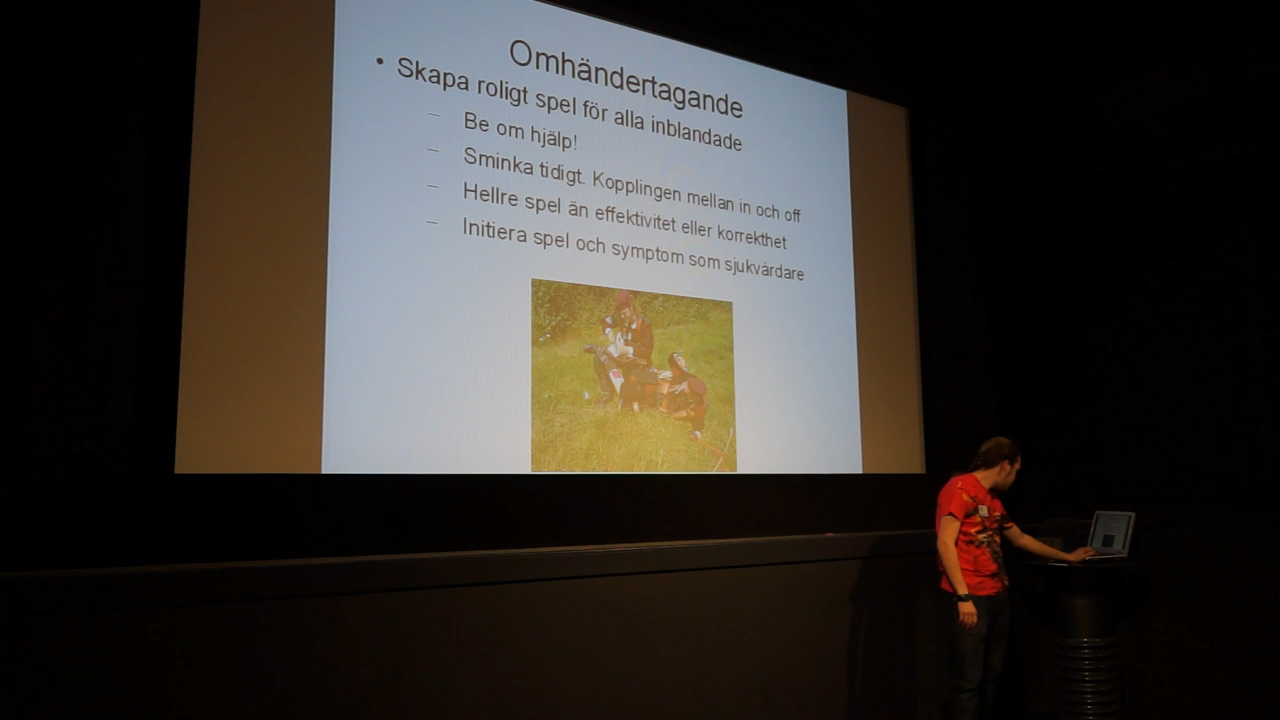 Omhändertagande
• Skapa roligt spel för alla inblandade
– Be om hjälp!
– Sminka tidigt. Kopplingen mellan in och off
– Hellre spel än effektivitet eller korrekthet
– Initiera spel och symptom som sjukvårdare